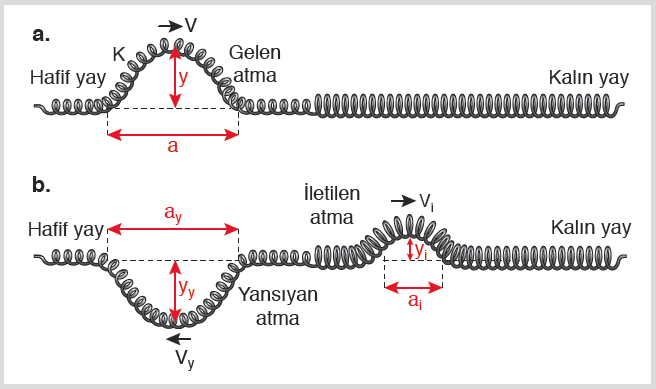 a.
V
K
Gelen
atma
Hafif yay
y
Kalın yay
a
b.
İletilen
atma
Vi
ay
Hafif yay
Kalın yay
yi
yy
Yansıyan
atma
ai
Vy